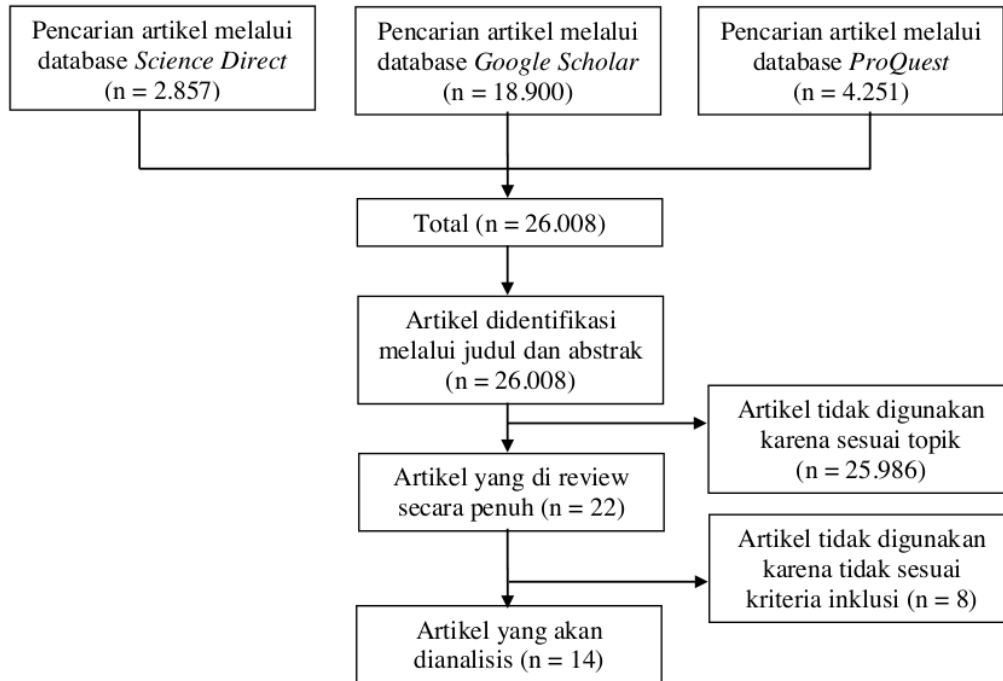 Pencarian artikel melalui
database Science Direct
(n = 2.857)
Pencarian artikel melalui
database Google Scholar
(n = 18.900)
Pencarian artikel melalui
database ProQuest
(n = 4.251)
Total (n = 26.008)
Artikel didentifikasi
melalui judul dan abstrak
(n = 26.008)
Artikel tidak digunakan
karena sesuai topik
(n = 25.986)
Artikel yang di review
secara penuh (n = 22)
Artikel tidak digunakan
karena tidak sesuai
kriteria inklusi (n = 8)
Artikel yang akan
dianalisis (n = 14)